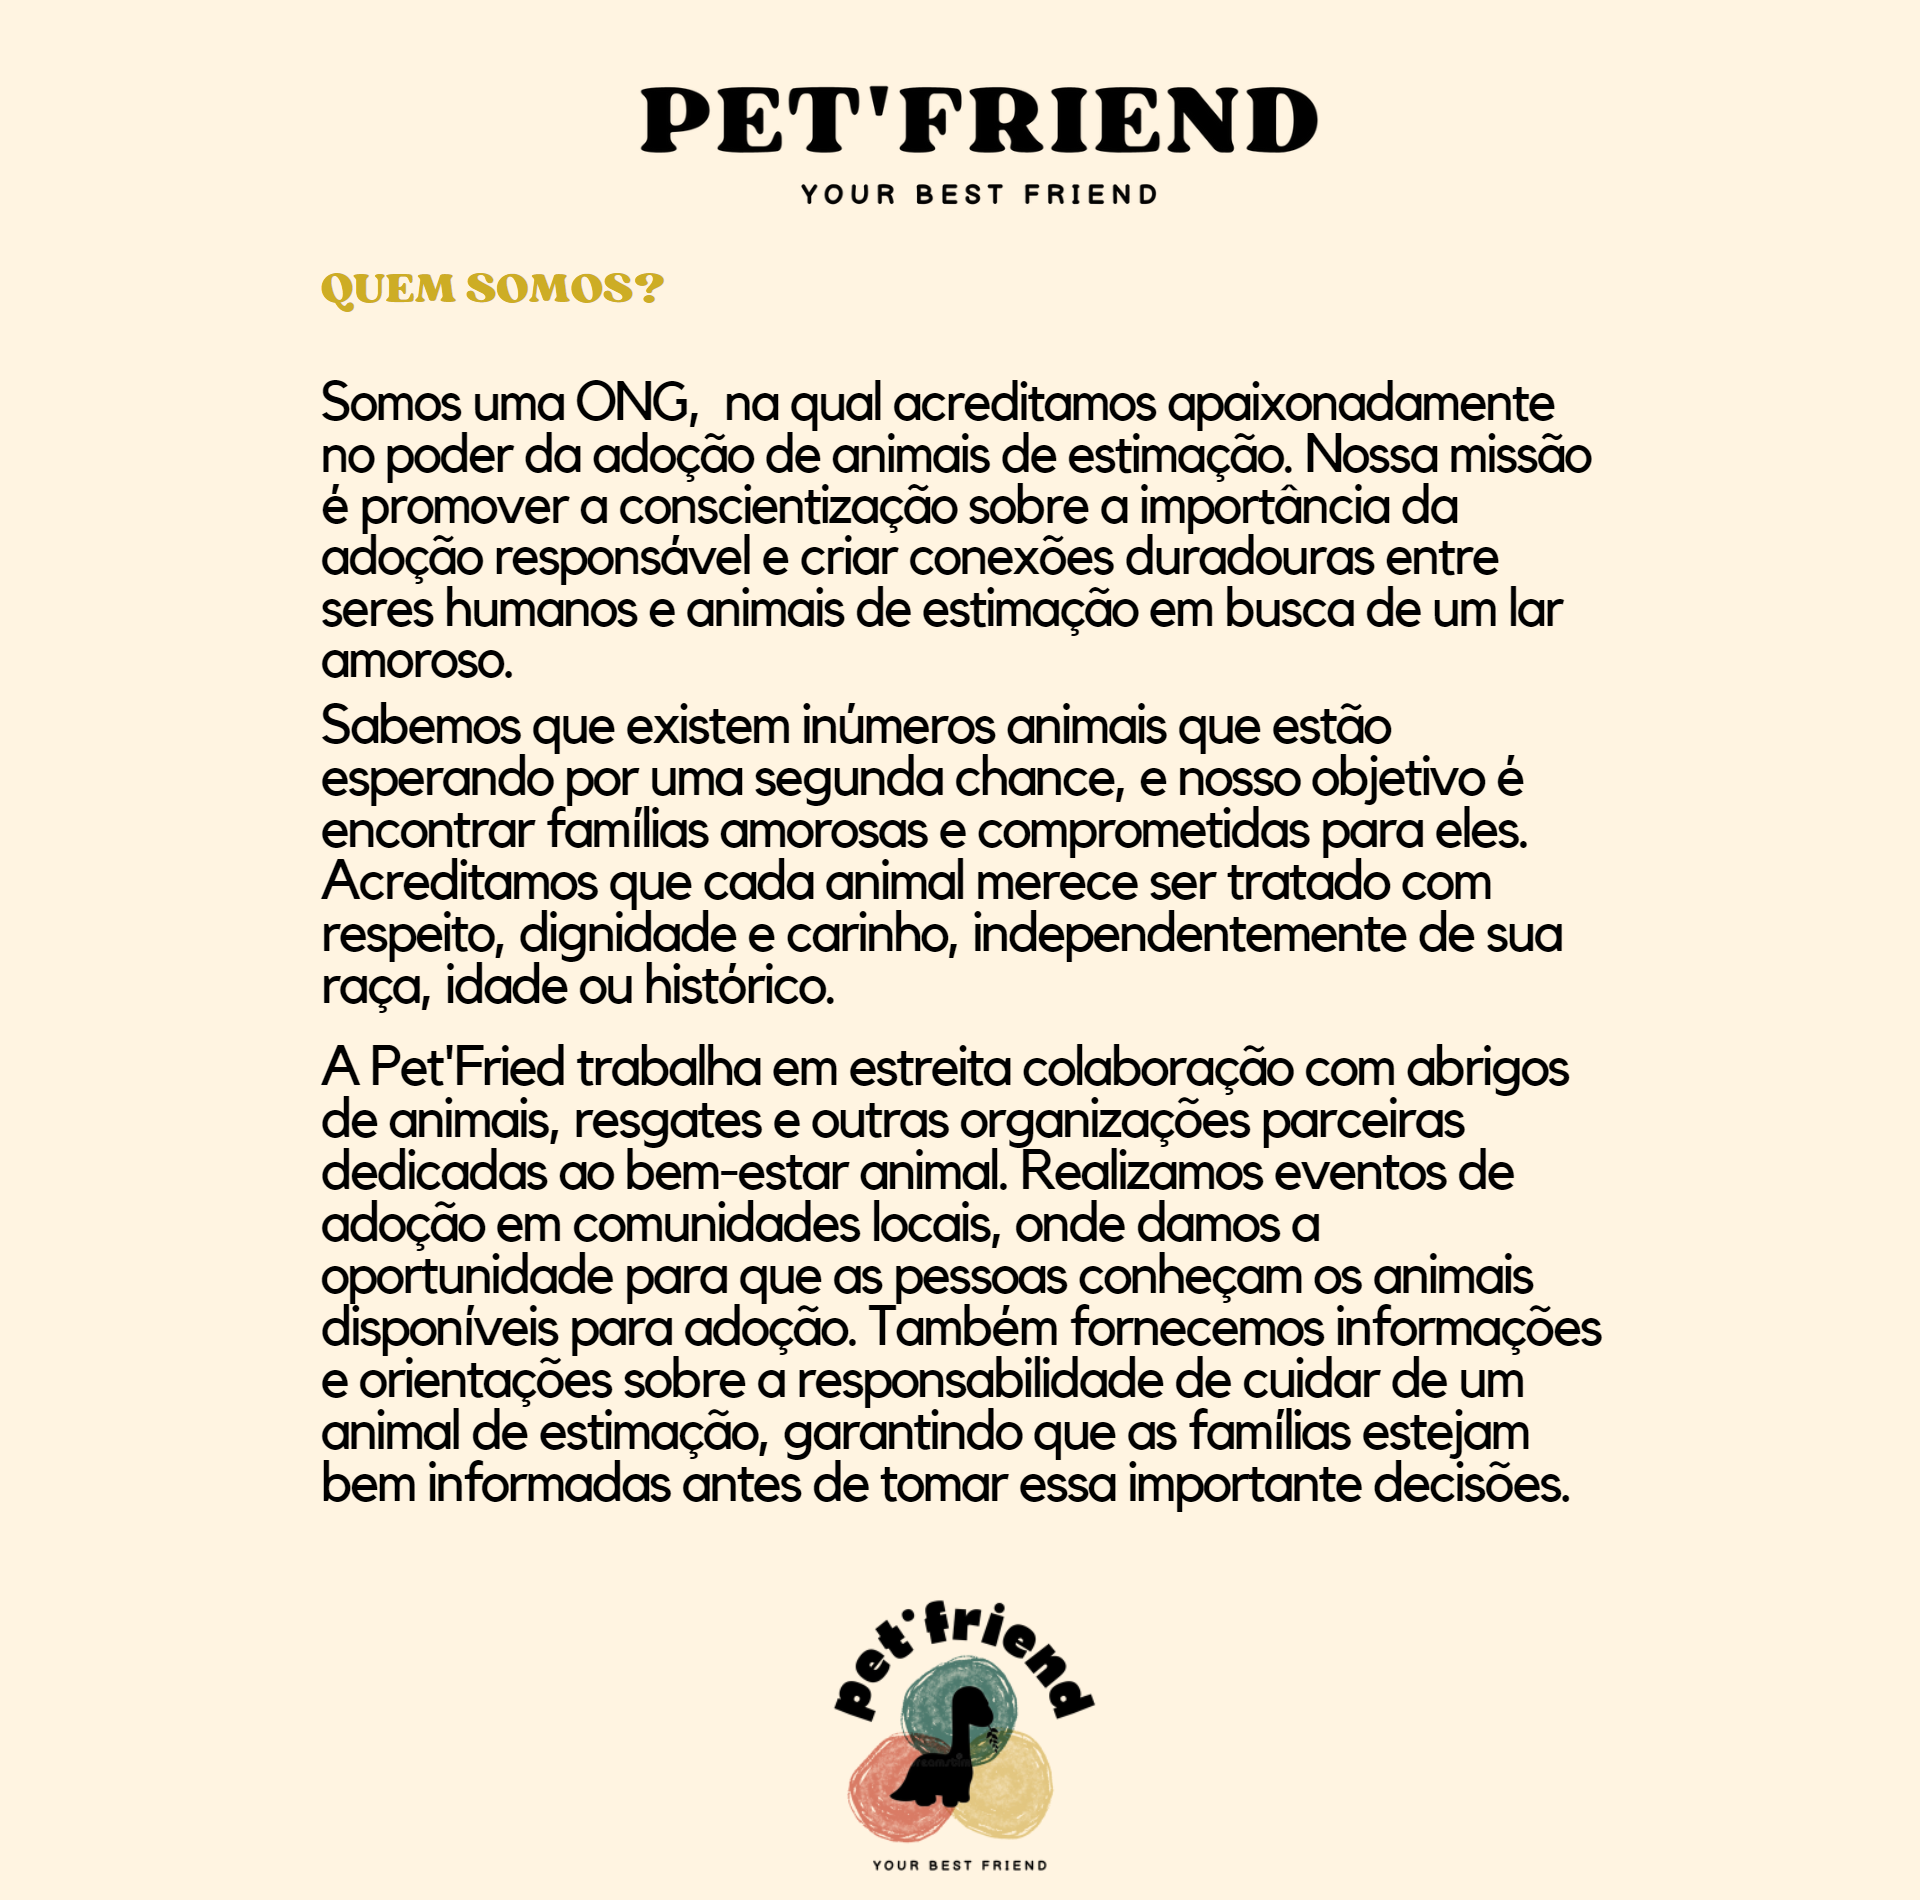 PET'FRIEND
YOUR BEST FRIEND
QUEM SOMOS?
Somos uma ONG, na qual acreditamos apaixonadamente
no poder da adoção de animais de estimação. Nossa missão
é promover a conscientização sobre a importância da
adoção responsável e criar conexões duradouras entre
seres humanos e animais de estimação em busca de um lar
amoroso.
Sabemos que existem inúmeros animais que estão
esperando por uma segunda chance, e nosso objetivo é
encontrar famílias amorosas e comprometidas para eles.
Acreditamos que cada animal merece ser tratado com
respeito, dignidade e carinho, independentemente de sua
raça, idade ou histórico.
A Pet'Fried trabalha em estreita colaboração com abrigos
de animais, resgates e outras organizações parceiras
dedicadas ao bem-estar animal. Realizamos eventos de
adoção em comunidades locais, onde damos a
oportunidade para que as pessoas conheçam os animais
disponíveis para adoção. Também fornecemos informações
e orientações sobre a responsabilidade de cuidar de um
animal de estimação, garantindo que as famílias estejam
bem informadas antes de tomar essa importante decisões.
pet'friend
YOUR BEST FRIEND